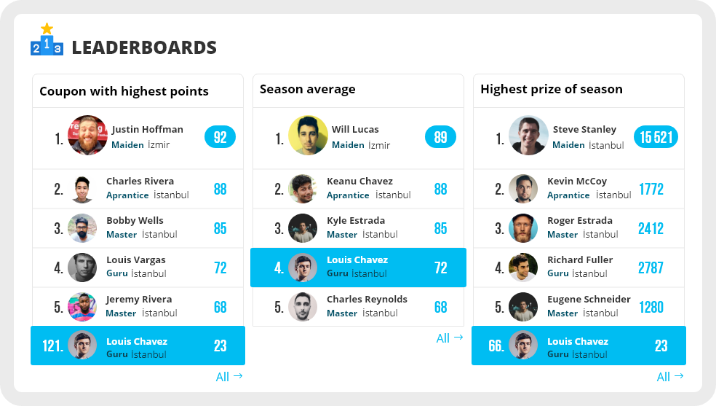 2 1 3 LEADERBOARDS
Coupon with highest points
1. Justin Hoffman 92
Maiden İzmir
2. Charles Rivera 88
Aprantice İstanbul
3. Bobby Wells 85
Master İstanbul
4. Louis Vargas 72
Guru İstanbul
5. Jeremy Rivera 68
Master İstanbul
121. Louis Chavez 23
Guru İstanbul
All →
Season average
1. Will Lucas 89
Maiden İzmir
2. Keanu Chavez 88
Aprantice İstanbul
3. Kyle Estrada 85
Master İstanbul
4. Louis Chavez 72
Guru İstanbul
5. Charles Reynolds 68
Master İstanbul
All →
Highest prize of season
1. Steve Stanley 15 521
Maiden İstanbul
2. Kevin McCoy 1772
Aprantice İstanbul
3. Roger Estrada 2412
Master İstanbul
4. Richard Fuller 2787
Guru İstanbul
5. Eugene Schneider 1280
Master İstanbul
66. Louis Chavez 23
Guru İstanbul
All →